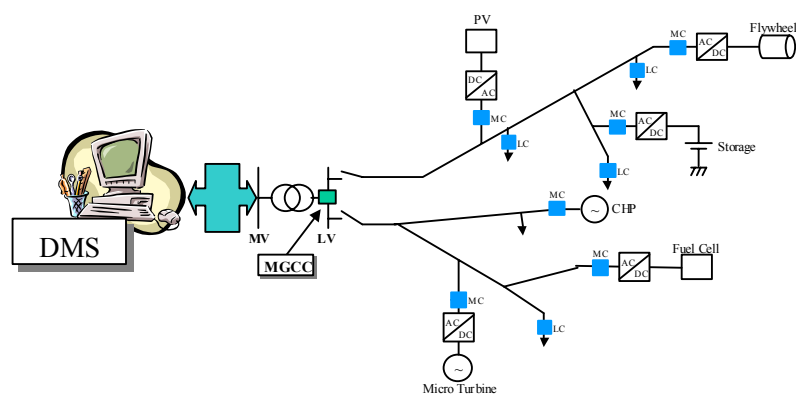 PV
Flywheel
MC
AC
DC
LC
DC
AC
MC
LC
MC
AC
DC
Storage
LC
DMS
MV
LV
MGCC
MC
~
CHP
Fuel Cell
MC
AC
DC
MC
LC
AC
DC
~
Micro Turbine